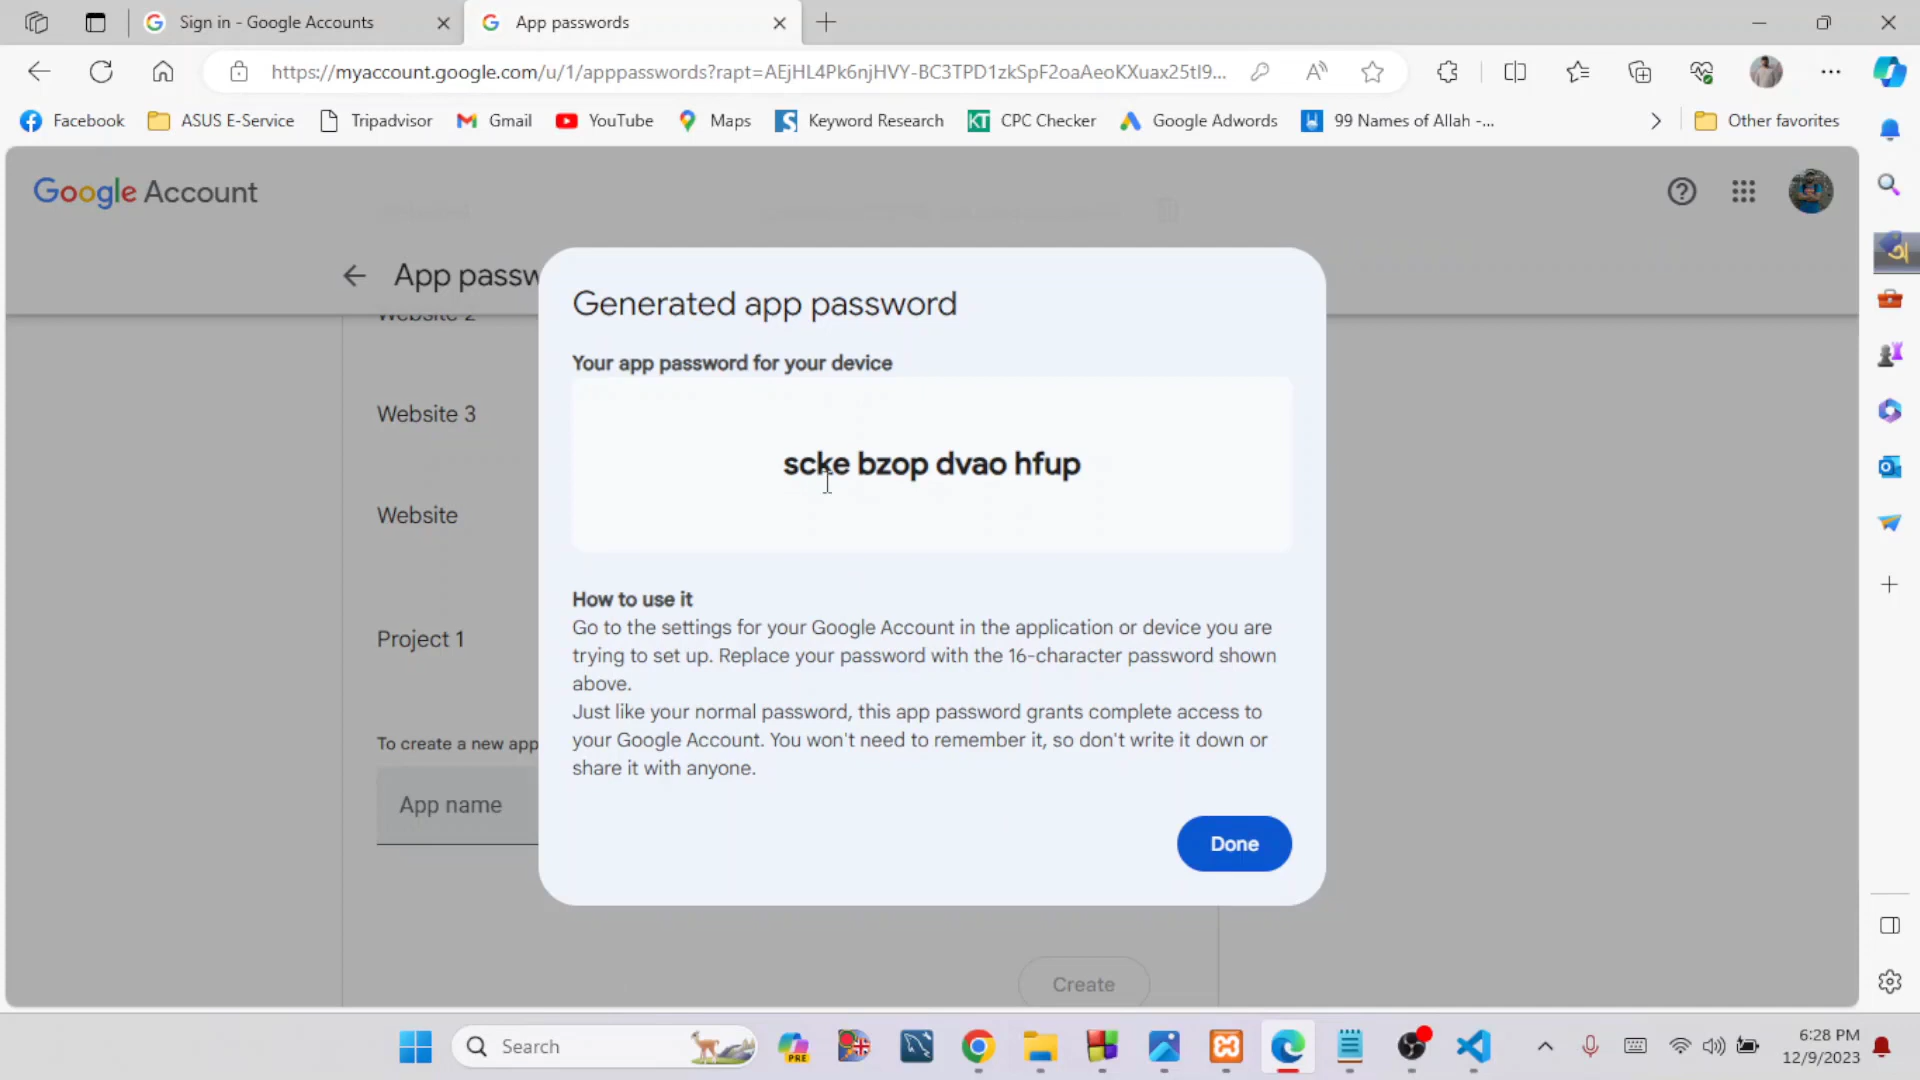 Sign in - Google Accounts
App passwords
https://myaccount.google.com/u/1/apppasswords?rapt=AEjHL4Pk6njHVY-BC3TPD1zkSpF2oaAeoKXuax25tI9...
Facebook
ASUS E-Service
Tripadvisor
Gmail
YouTube
Maps
Keyword Research
CPC Checker
Google Adwords
99 Names of Allah -...
Other favorites
Google Account
App passw
Website 2
Website 3
Website
Project 1
To create a new app
App name
Create
Generated app password
Your app password for your device
scke bzop dvao hfup
How to use it
Go to the settings for your Google Account in the application or device you are
trying to set up. Replace your password with the 16-character password shown
above.
Just like your normal password, this app password grants complete access to
your Google Account. You won't need to remember it, so don't write it down or
share it with anyone.
Done
Search
PRE
6:28 PM
12/9/2023